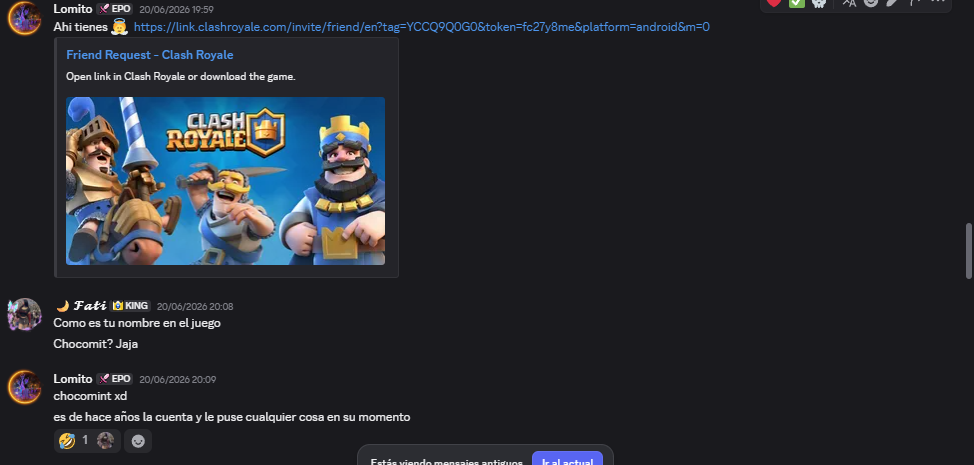 Lomito EPO 20/06/2026 19:59
Ahi tienes https://link.clashroyale.com/invite/friend/en?tag=YCCQ9Q0G0&token=fc27y8me&platform=android&m=0
Friend Request - Clash Royale
Open link in Clash Royale or download the game.
CLASH
ROYALE
𝓕𝓪𝓽𝓲 KING 20/06/2026 20:08
Como es tu nombre en el juego
Chocomit? Jaja
Lomito EPO 20/06/2026 20:09
chocomint xd
es de hace años la cuenta y le puse cualquier cosa en su momento
1
Estás viendo mensajes antiguos Ir al actual